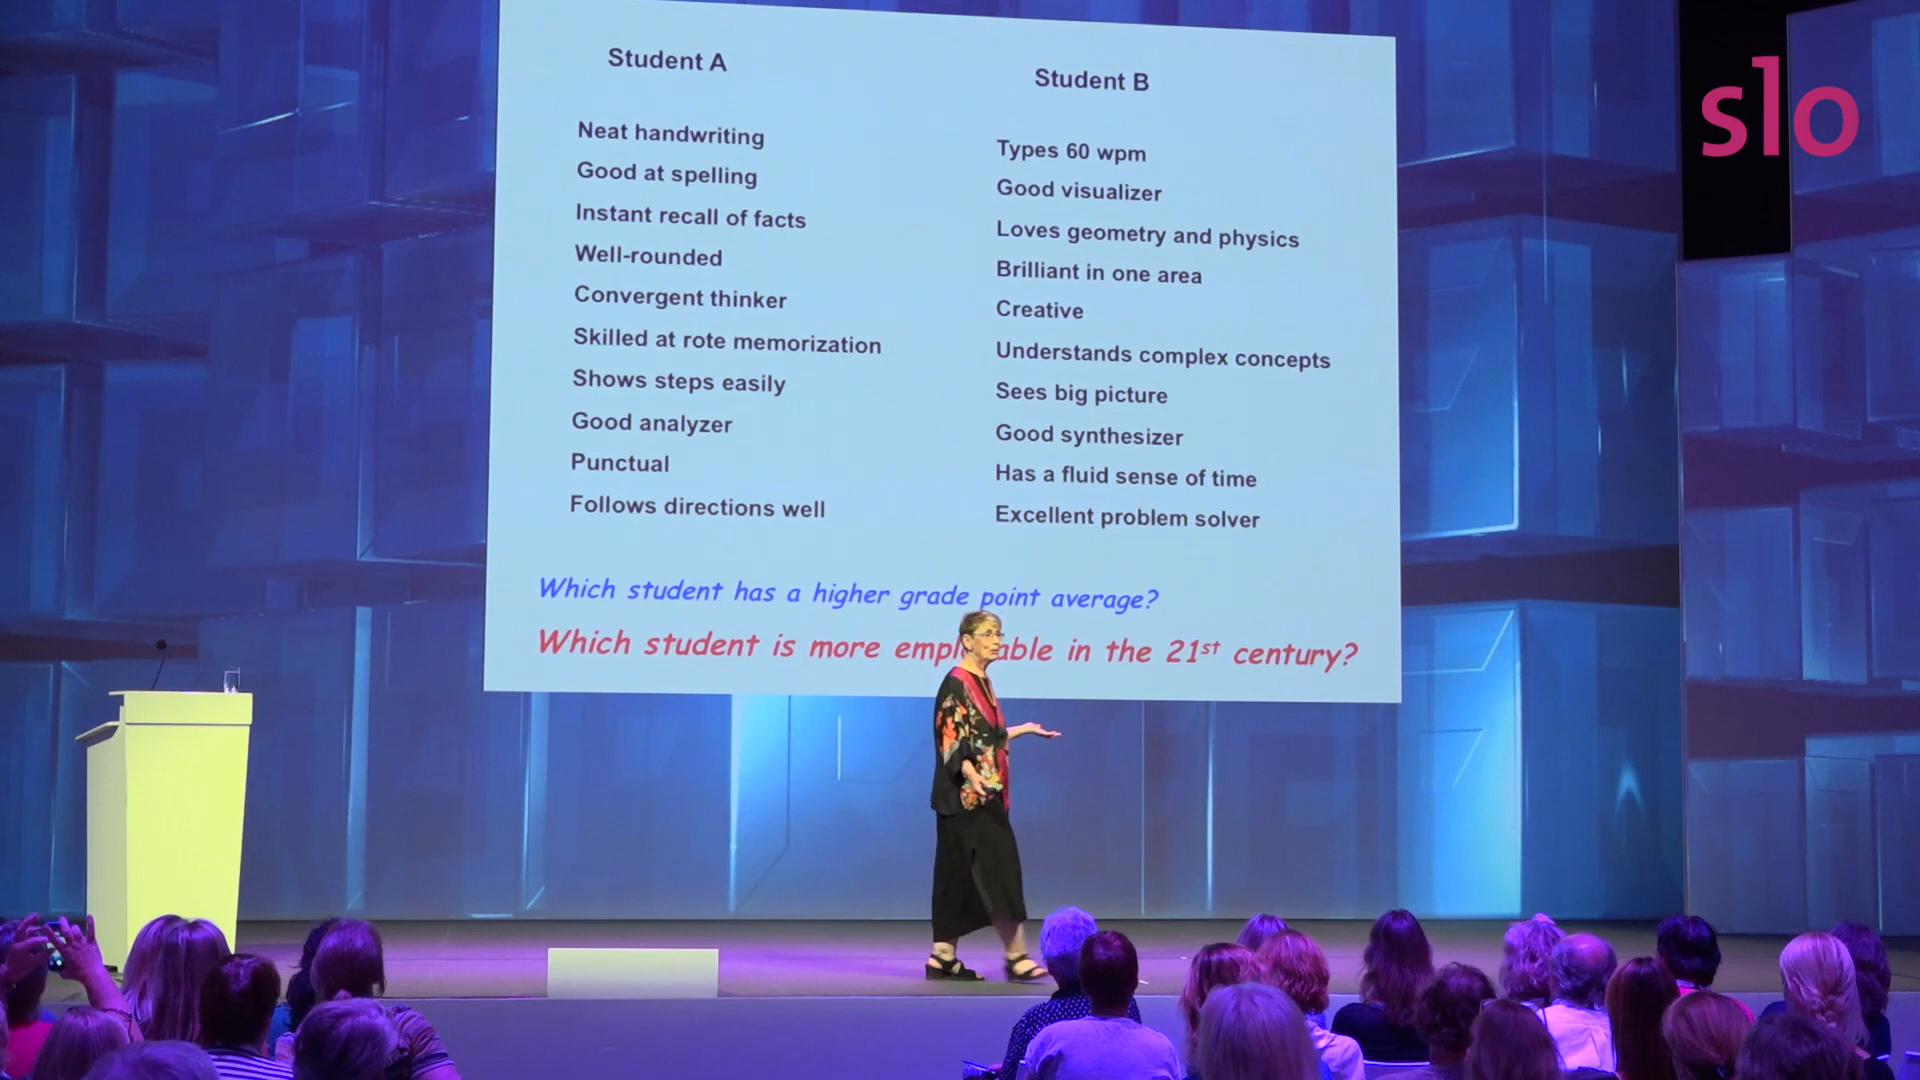 Student A
Neat handwriting
Good at spelling
Instant recall of facts
Well-rounded
Convergent thinker
Skilled at rote memorization
Shows steps easily
Good analyzer
Punctual
Follows directions well
Student B
Types 60 wpm
Good visualizer
Loves geometry and physics
Brilliant in one area
Creative
Understands complex concepts
Sees big picture
Good synthesizer
Has a fluid sense of time
Excellent problem solver
Which student has a higher grade point average?
Which student is more employable in the 21st century?
slo